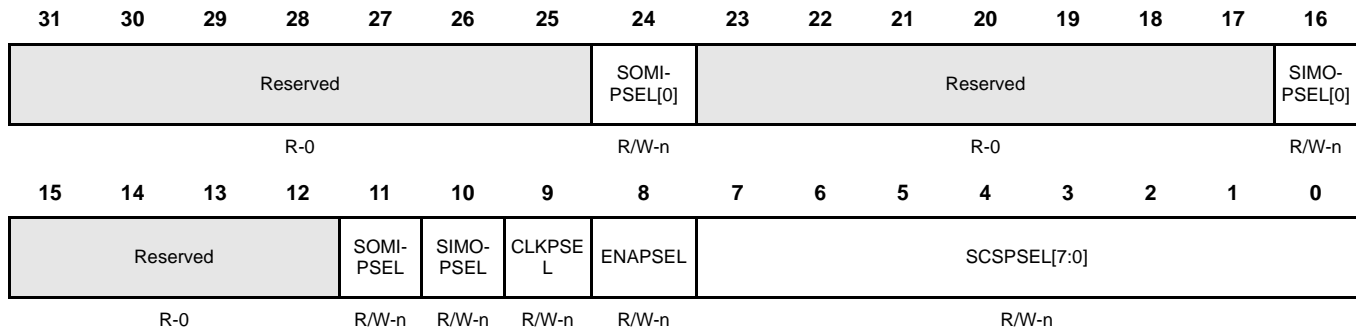 31 30 29 28 27 26 25 24 23 22 21 20 19 18 17 16
Reserved SOMI- Reserved SIMO-
PSEL[0] PSEL[0]
R-0 R/W-n R-0 R/W-n
15 14 13 12 11 10 9 8 7 6 5 4 3 2 1 0
Reserved SOMI- SIMO- CLKPSE ENAPSEL SCSPSEL[7:0]
PSEL PSEL L
R-0 R/W-n R/W-n R/W-n R/W-n R/W-n